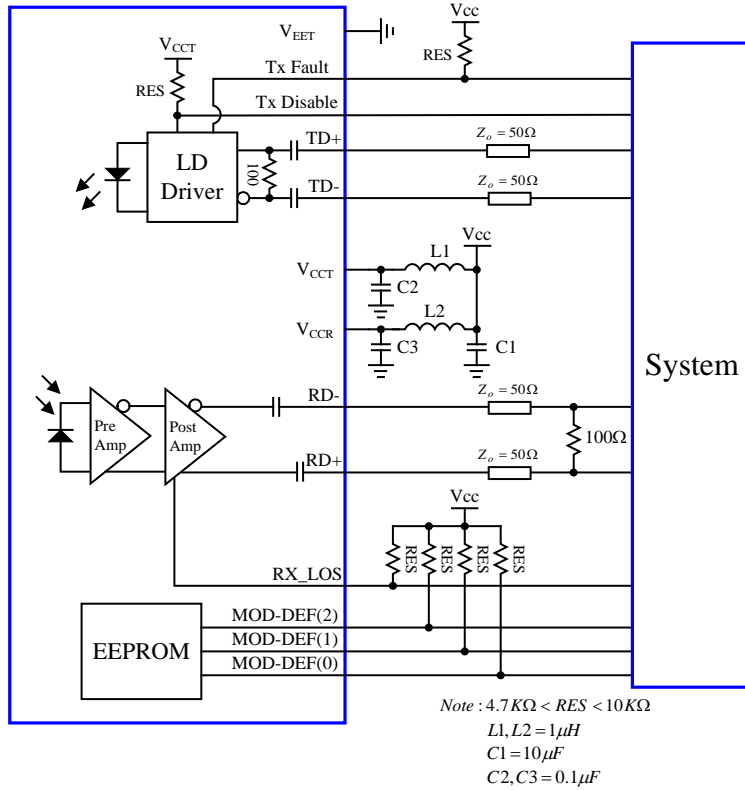 Vcc
V_EET
V_CCT
RES
Tx Fault
RES
Tx Disable
LD
Driver
100
TD+
Z_o = 50Ω
TD-
Z_o = 50Ω
Vcc
L1
V_CCT
C2
L2
V_CCR
C3
C1
System
RD-
Z_o = 50Ω
Pre
Amp
Post
Amp
100Ω
RD+
Z_o = 50Ω
Vcc
RES
RES
RES
RES
RX_LOS
EEPROM
MOD-DEF(2)
MOD-DEF(1)
MOD-DEF(0)
Note : 4.7KΩ < RES < 10KΩ
L1, L2 = 1μH
C1 = 10μF
C2, C3 = 0.1μF